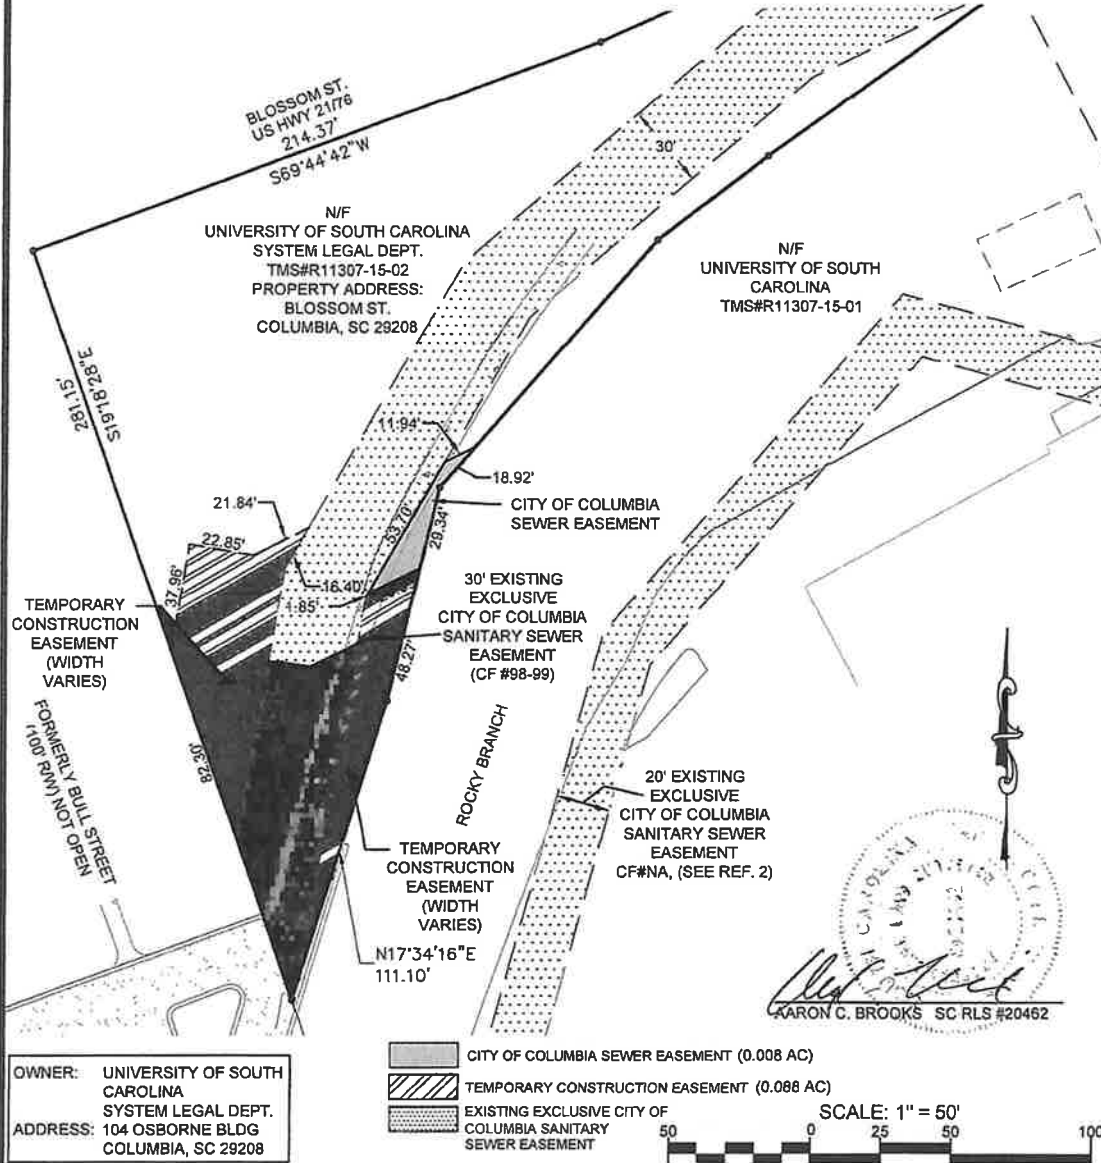 BLOSSOM ST.
US HWY 21/76
214.37'
S69°44'42"W
30'
N/F
UNIVERSITY OF SOUTH CAROLINA
SYSTEM LEGAL DEPT.
TMS#R11307-15-02
PROPERTY ADDRESS:
BLOSSOM ST.
COLUMBIA, SC 29208
N/F
UNIVERSITY OF SOUTH
CAROLINA
TMS#R11307-15-01
281.15'
S19°18'28"E
11.94'
18.92'
CITY OF COLUMBIA
SEWER EASEMENT
53.70'
29.34'
21.84'
22.85'
37.96'
16.40'
1.85'
TEMPORARY
CONSTRUCTION
EASEMENT
(WIDTH
VARIES)
30' EXISTING
EXCLUSIVE
CITY OF COLUMBIA
SANITARY SEWER
EASEMENT
(CF #98-99)
48.27'
82.30'
FORMERLY BULL STREET
(100' R/W) NOT OPEN
ROCKY BRANCH
20' EXISTING
EXCLUSIVE
CITY OF COLUMBIA
SANITARY SEWER
EASEMENT
CF#NA, (SEE REF. 2)
TEMPORARY
CONSTRUCTION
EASEMENT
(WIDTH
VARIES)
N17°34'16"E
111.10'
AARON C. BROOKS SC RLS #20462
OWNER: UNIVERSITY OF SOUTH
CAROLINA
SYSTEM LEGAL DEPT.
ADDRESS: 104 OSBORNE BLDG
COLUMBIA, SC 29208
CITY OF COLUMBIA SEWER EASEMENT (0.008 AC)
TEMPORARY CONSTRUCTION EASEMENT (0.088 AC)
EXISTING EXCLUSIVE CITY OF
COLUMBIA SANITARY
SEWER EASEMENT
SCALE: 1" = 50'
50 0 25 50 100